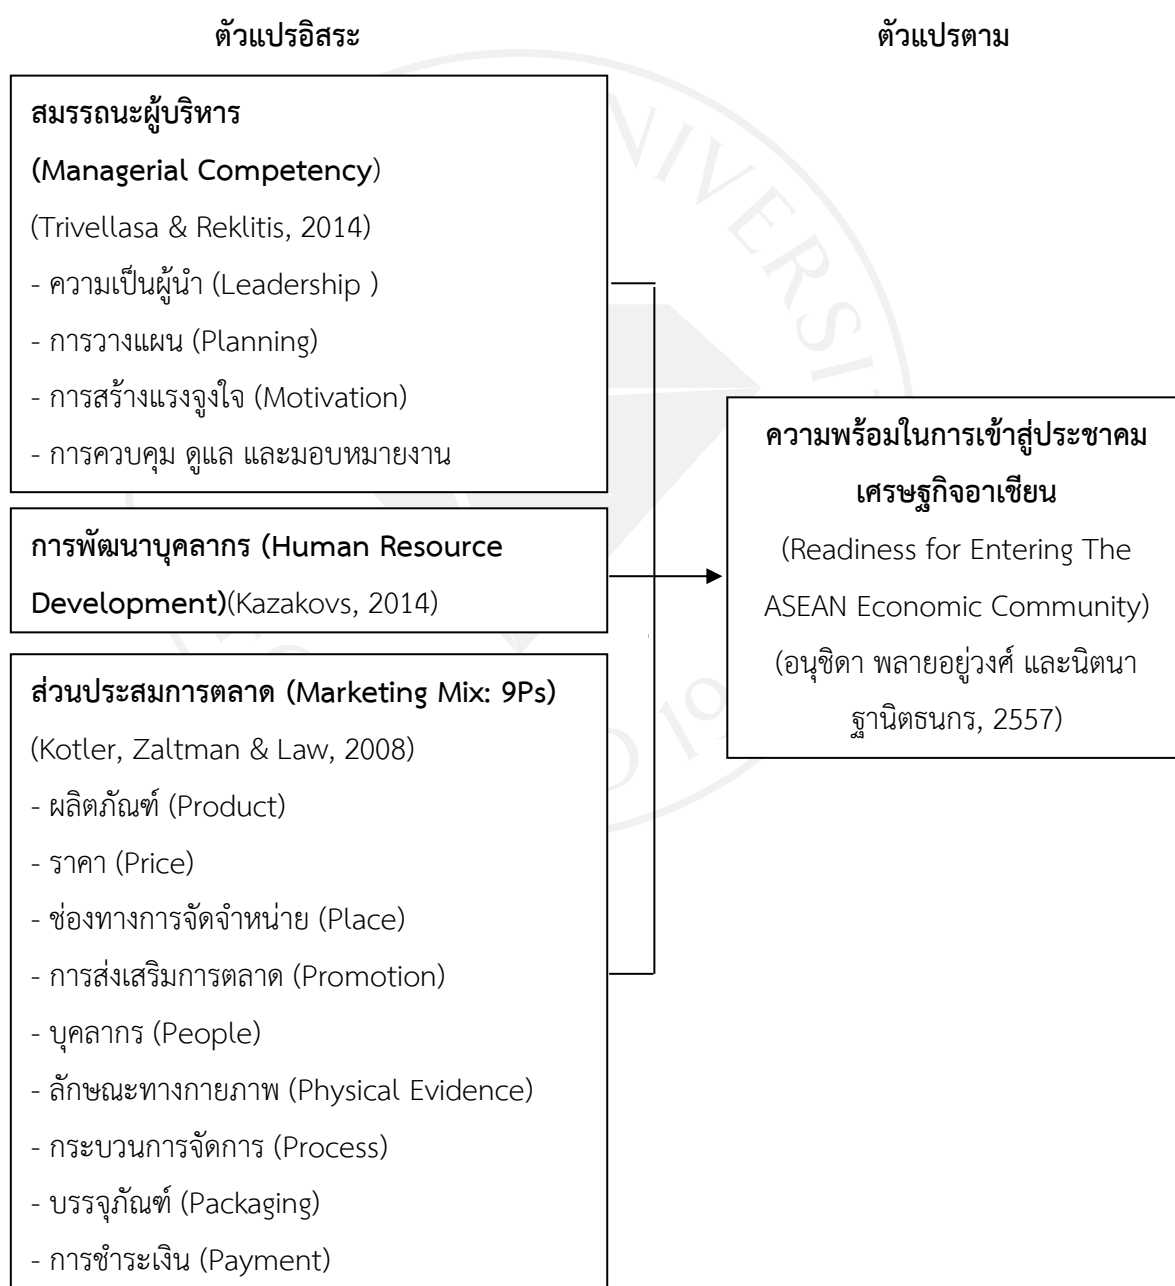 ตัวแปรอิสระ
ตัวแปรตาม
สมรรถนะผู้บริหาร
(Managerial Competency)
(Trivellasa & Reklitis, 2014)
- ความเป็นผู้นำ (Leadership )
- การวางแผน (Planning)
- การสร้างแรงจูงใจ (Motivation)
- การควบคุม ดูแล และมอบหมายงาน
การพัฒนาบุคลากร (Human Resource
Development)(Kazakovs, 2014)
ส่วนประสมการตลาด (Marketing Mix: 9Ps)
(Kotler, Zaltman & Law, 2008)
- ผลิตภัณฑ์ (Product)
- ราคา (Price)
- ช่องทางการจัดจำหน่าย (Place)
- การส่งเสริมการตลาด (Promotion)
- บุคลากร (People)
- ลักษณะทางกายภาพ (Physical Evidence)
- กระบวนการจัดการ (Process)
- บรรจุภัณฑ์ (Packaging)
- การชำระเงิน (Payment)
ความพร้อมในการเข้าสู่ประชาคม
เศรษฐกิจอาเซียน
(Readiness for Entering The
ASEAN Economic Community)
(อนุชิดา พลายอยู่วงศ์ และนิตนา
ฐานิตธนกร, 2557)